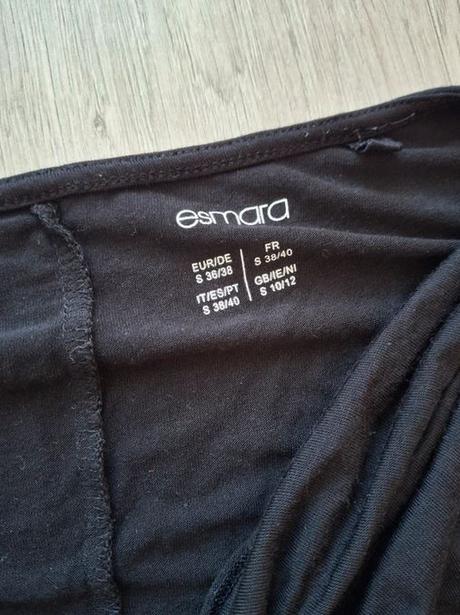 esmara
EUR/DE
S 36/38
FR
S 38/40
IT/ES/PT
S 38/40
GB/IE/NI
S 10/12